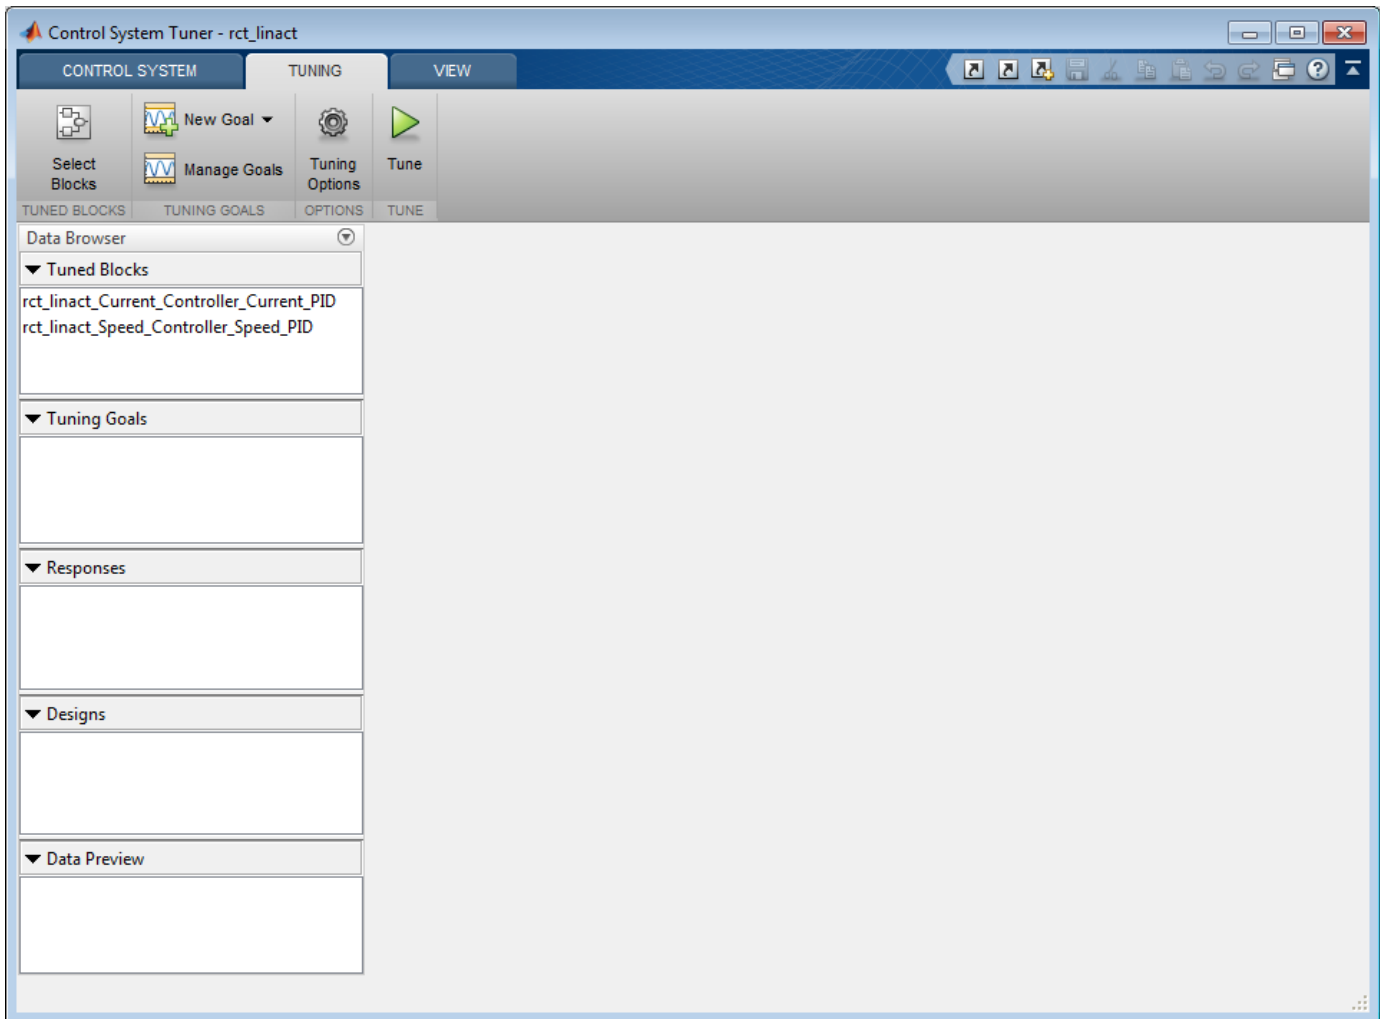 Control System Tuner - rct_linact
CONTROL SYSTEM
TUNING
VIEW
New Goal
Manage Goals
Select
Blocks
Tuning
Options
Tune
TUNED BLOCKS
TUNING GOALS
OPTIONS
TUNE
Data Browser
Tuned Blocks
rct_linact_Current_Controller_Current_PID
rct_linact_Speed_Controller_Speed_PID
Tuning Goals
Responses
Designs
Data Preview